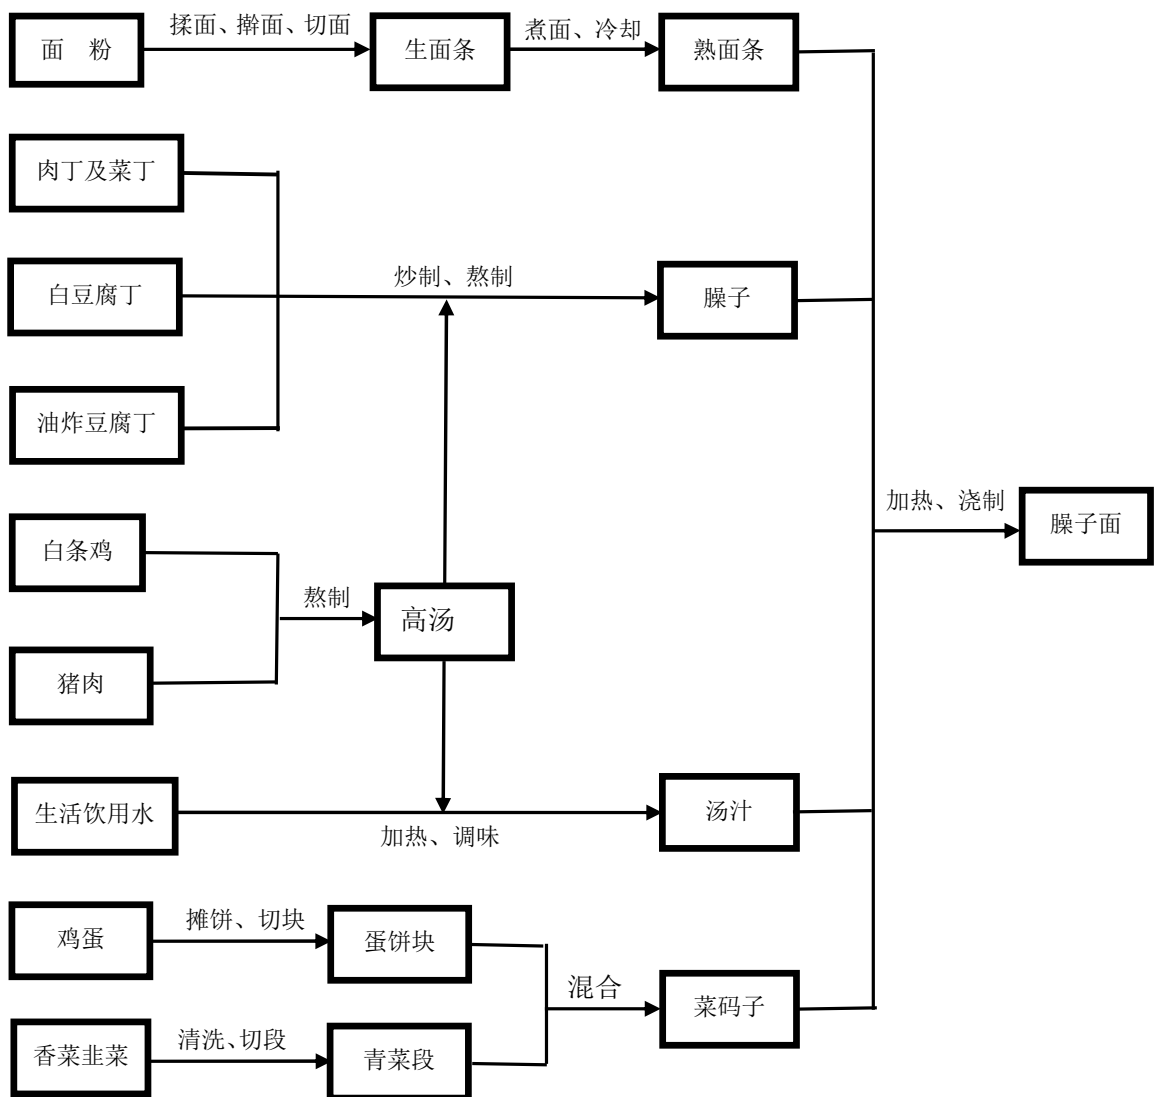 面 粉
揉面、擀面、切面
生面条
煮面、冷却
熟面条
肉丁及菜丁
白豆腐丁
炒制、熬制
臊子
油炸豆腐丁
加热、浇制
臊子面
白条鸡
熬制
高汤
猪肉
生活饮用水
加热、调味
汤汁
鸡蛋
摊饼、切块
蛋饼块
混合
菜码子
香菜韭菜
清洗、切段
青菜段